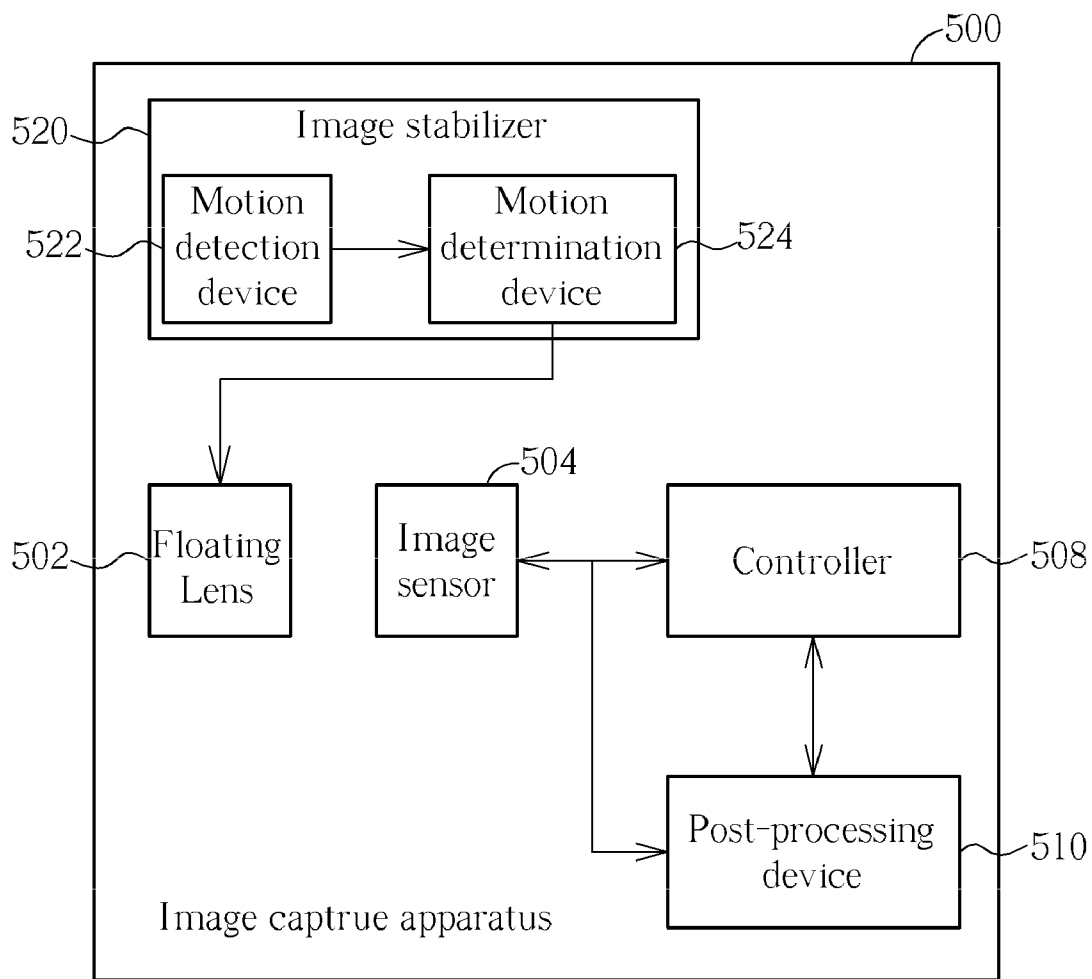 500
520
Image stabilizer
522
Motion
detection
device
Motion
determination
device
524
502
Floating
Lens
504
Image
sensor
Controller
508
Post-processing
device
510
Image captrue apparatus